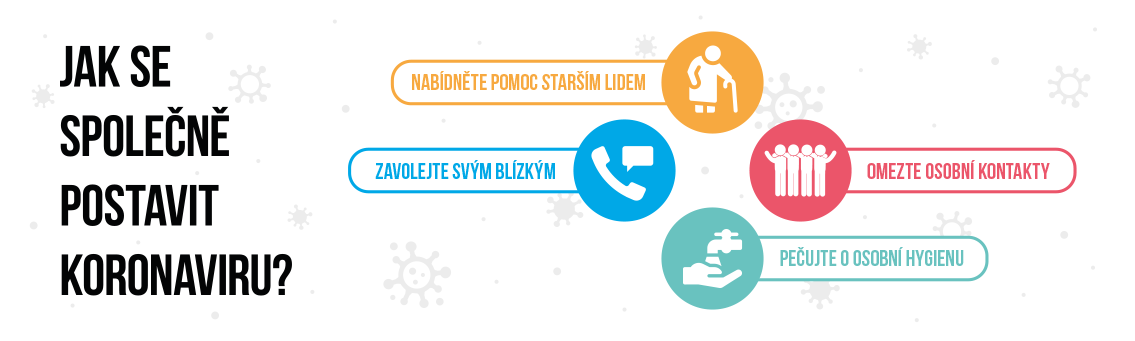 JAK SE
SPOLEČNĚ
POSTAVIT
KORONAVIRU?
NABÍDNĚTE POMOC STARŠÍM LIDEM
ZAVOLEJTE SVÝM BLÍZKÝM
OMEZTE OSOBNÍ KONTAKTY
PEČUJTE O OSOBNÍ HYGIENU